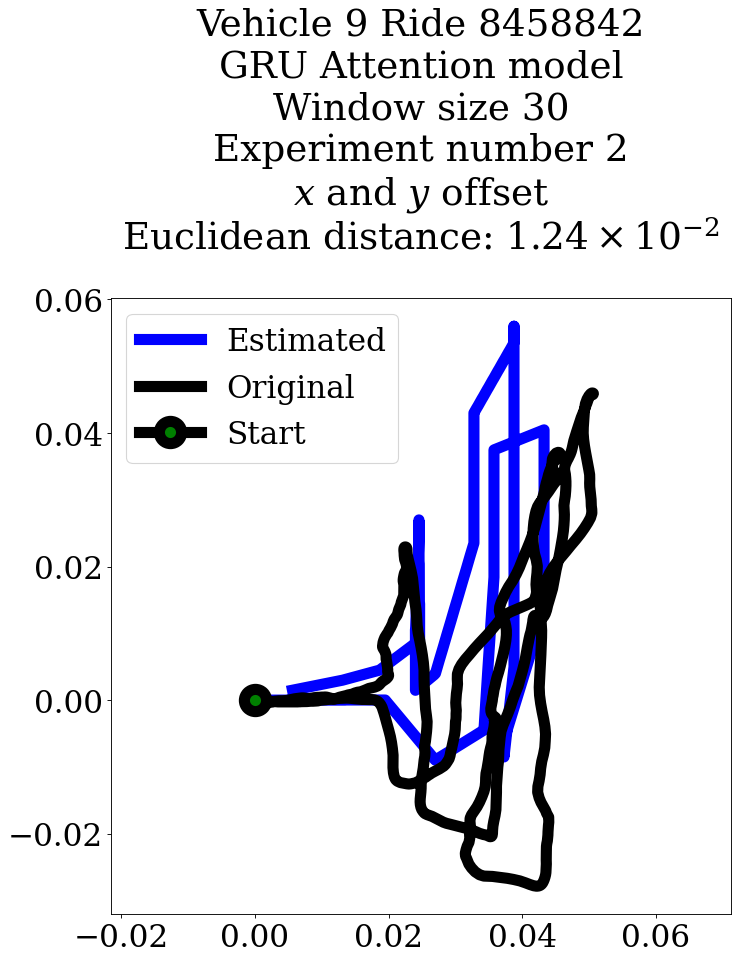 Vehicle 9 Ride 8458842
GRU Attention model
Window size 30
Experiment number 2
x and y offset
Euclidean distance: 1.24 × 10⁻²
0.06
0.04
0.02
0.00
−0.02
Estimated
Original
Start
−0.02 0.00 0.02 0.04 0.06